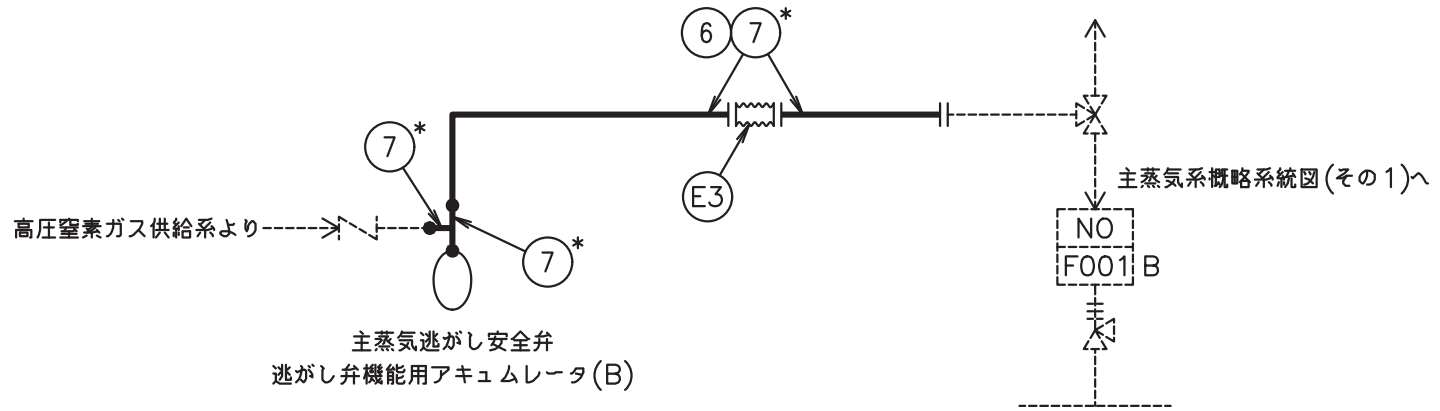 6 7*
7*
主蒸気系概略系統図(その1)へ
E3
高圧窒素ガス供給系より
NO
7*
F001 B
主蒸気逃がし安全弁
逃がし弁機能用アキュムレータ(B)